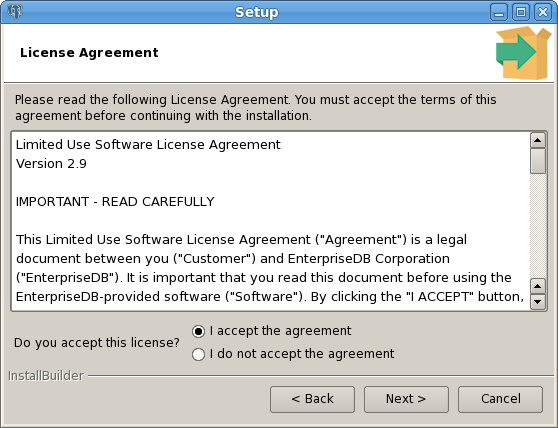 Setup
License Agreement
Please read the following License Agreement. You must accept the terms of this
agreement before continuing with the installation.
Limited Use Software License Agreement
Version 2.9
IMPORTANT - READ CAREFULLY
This Limited Use Software License Agreement ("Agreement") is a legal
document between you ("Customer") and EnterpriseDB Corporation
("EnterpriseDB"). It is important that you read this document before using the
EnterpriseDB-provided software ("Software"). By clicking the "I ACCEPT" button,
Do you accept this license?
I accept the agreement
I do not accept the agreement
InstallBuilder
< Back
Next >
Cancel